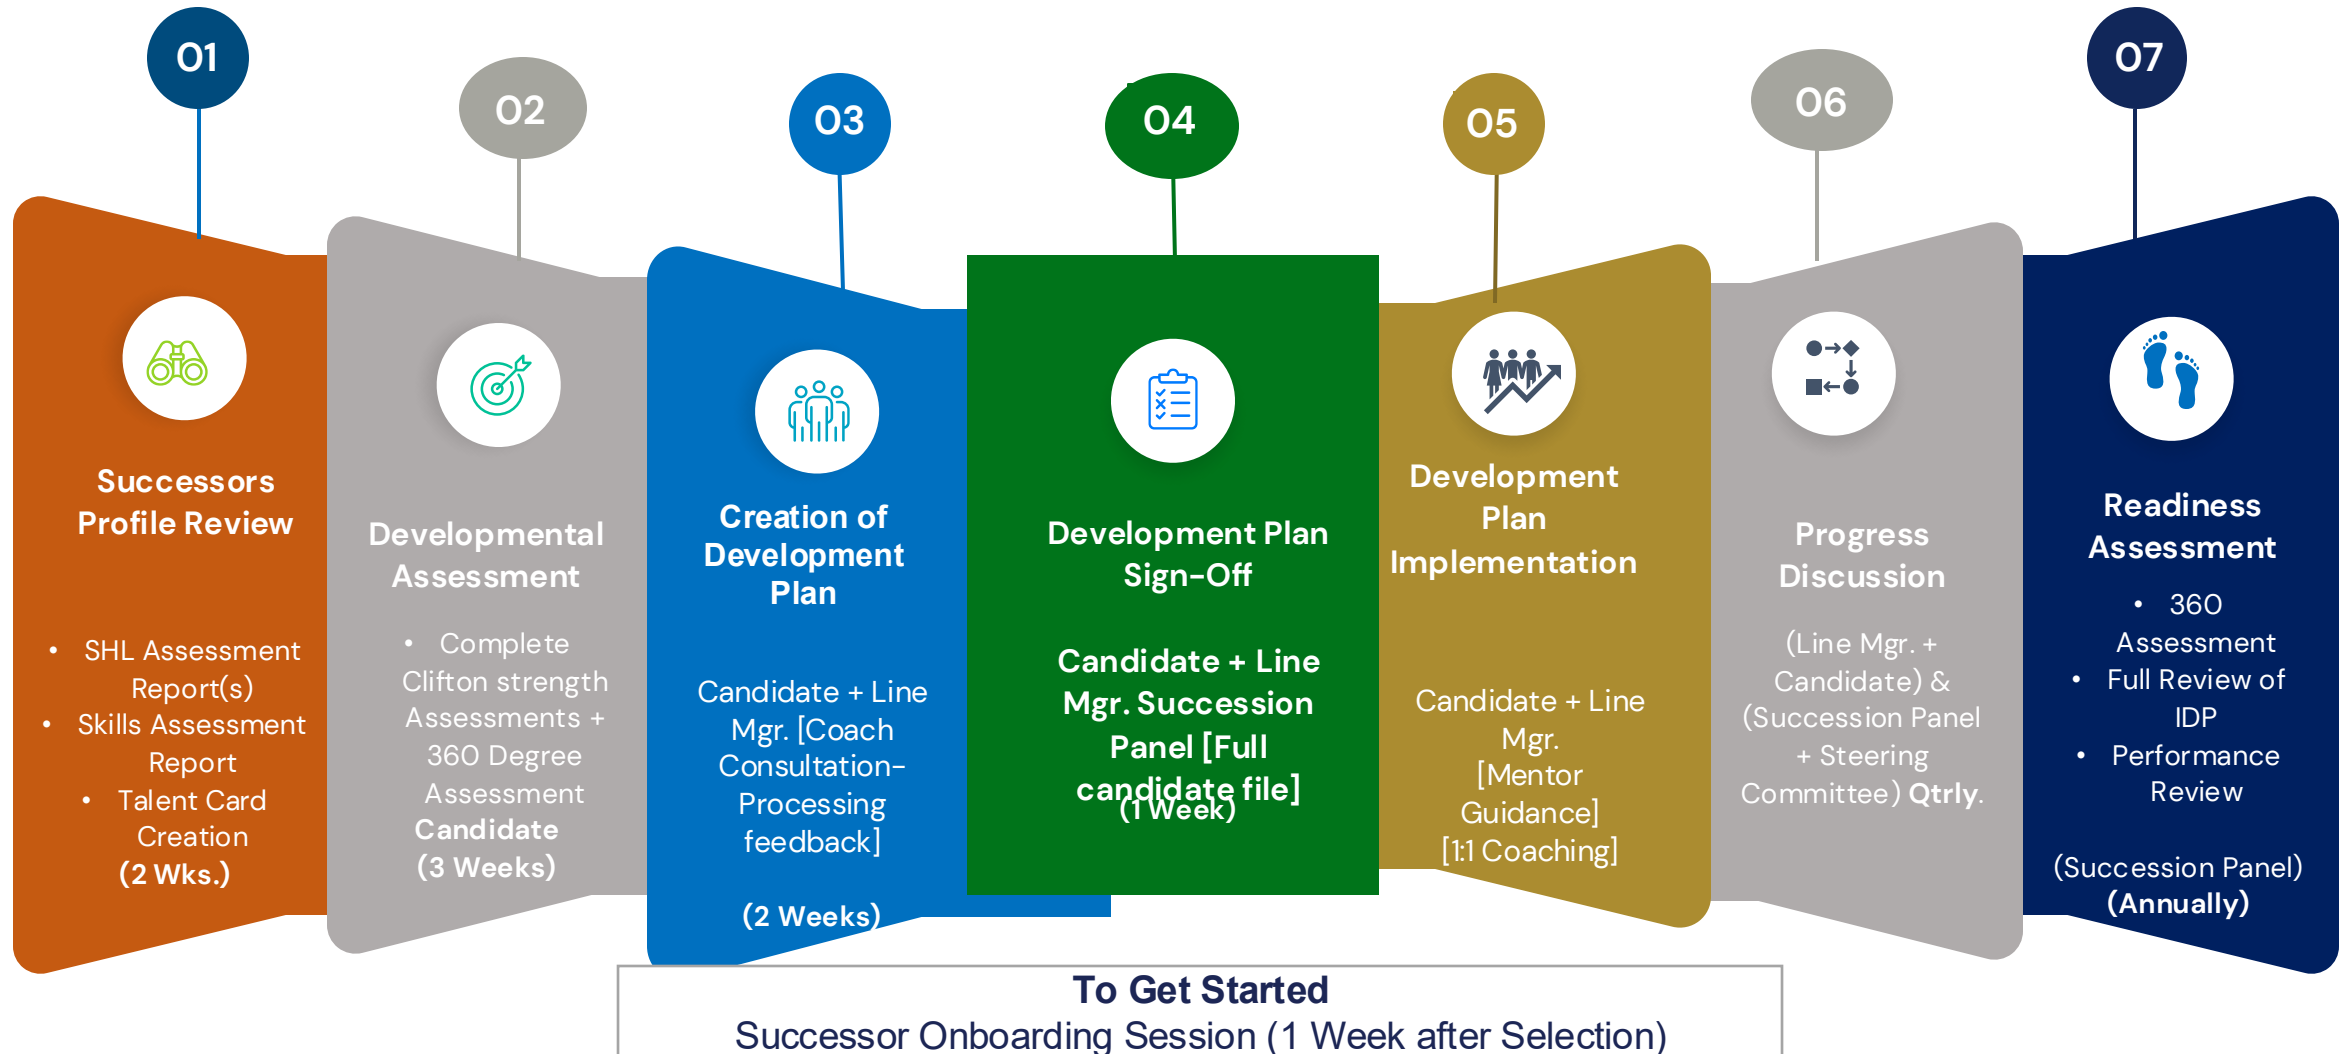 01
Successors
Profile Review
• SHL Assessment
Report(s)
• Skills Assessment
Report
• Talent Card
Creation
(2 Wks.)
02
Developmental
Assessment
• Complete
Clifton strength
Assessments +
360 Degree
Assessment
Candidate
(3 Weeks)
03
Creation of
Development
Plan
Candidate + Line
Mgr. [Coach
Consultation-
Processing
feedback]
(2 Weeks)
04
Development Plan
Sign-Off
Candidate + Line
Mgr. Succession
Panel [Full
candidate file]
(1 Week)
05
Development
Plan
Implementation
Candidate + Line
Mgr.
[Mentor
Guidance]
[1:1 Coaching]
06
Progress
Discussion
(Line Mgr. +
Candidate) &
(Succession Panel
+ Steering
Committee) Qtrly.
07
Readiness
Assessment
• 360
Assessment
• Full Review of
IDP
• Performance
Review
(Succession Panel)
(Annually)
To Get Started
Successor Onboarding Session (1 Week after Selection)